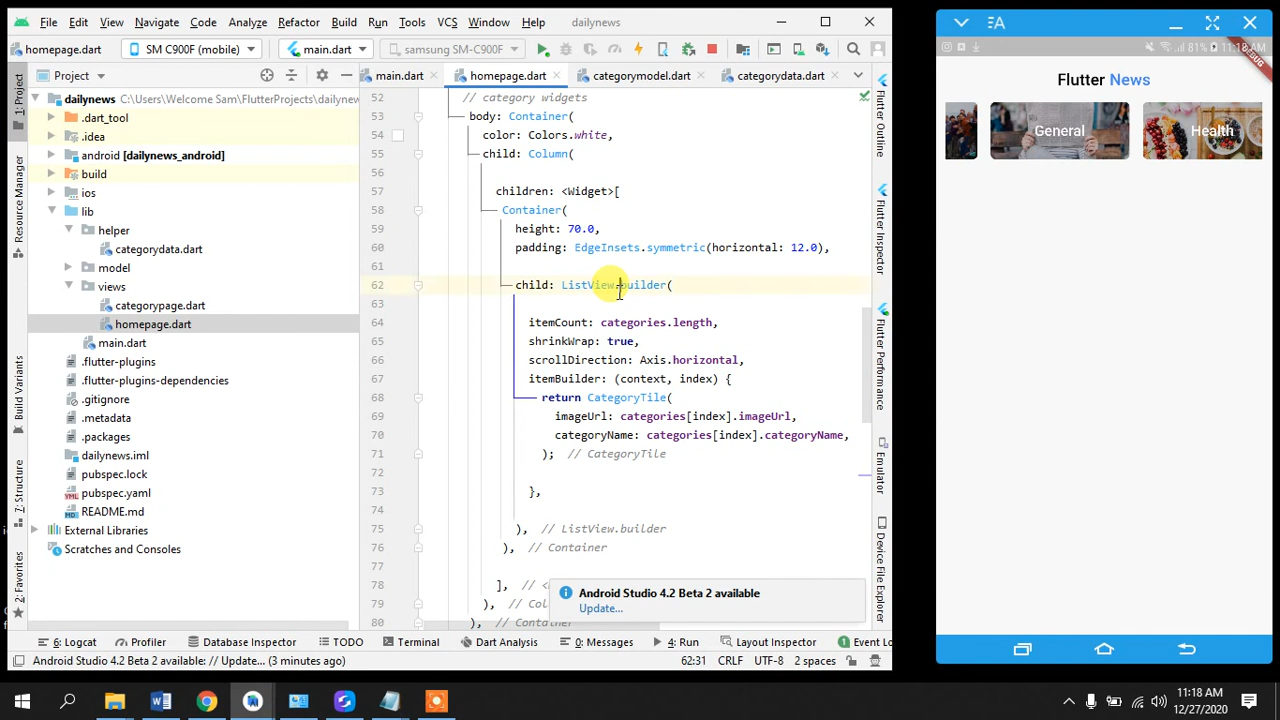 File Edit View Navigate Code Analyze Refactor Build Run Tools VCS Window Help dailynews
homepage.dart SM C900F (mobile) main.dart samsung SM-C900F
Project main.dart homepage.dart categorymodel.dart categorydata.dart
1: Project
Resource Manager
Build Variants
7: Structure
2: Favorites
dailynews C:\Users\Welcome Sam\FlutterProjects\dailynew
.dart_tool
.idea
android [dailynews_android]
build
ios
lib
helper
categorydata.dart
model
views
categorypage.dart
homepage.dart
main.dart
.flutter-plugins
.flutter-plugins-dependencies
.gitignore
.metadata
.packages
dailynews.iml
pubspec.lock
pubspec.yaml
README.md
External Libraries
Scratches and Consoles
52 // category widgets
53 body: Container(
54 color: Colors.white,
55 child: Column(
56
57 children: <Widget>[
58 Container(
59 height: 70.0,
60 padding: EdgeInsets.symmetric(horizontal: 12.0),
61
62 child: ListView.builder(
63
64 itemCount: categories.length,
65 shrinkWrap: true,
66 scrollDirection: Axis.horizontal,
67 itemBuilder: (context, index) {
68 return CategoryTile(
69 imageUrl: categories[index].imageUrl,
70 categoryName: categories[index].categoryName,
71 ); // CategoryTile
72
73 },
74
75 ), // ListView.builder
76 ), // Container
77
78 ], // <
79 ), // Col
80 ), // Container
Android Studio 4.2 Beta 2 available
Update...
Flutter Outline
Flutter Inspector
Flutter Performance
Emulator
Device File Explorer
6: Logcat Profiler Database Inspector TODO Terminal Dart Analysis 0: Messages 4: Run Layout Inspector Event Lo
Android Studio 4.2 Beta 2 available: // Update... (3 minutes ago) 62:31 CRLF UTF-8 2 spaces
A
81% 11:18 AM
Flutter News
General Health
11:18 AM
12/27/2020